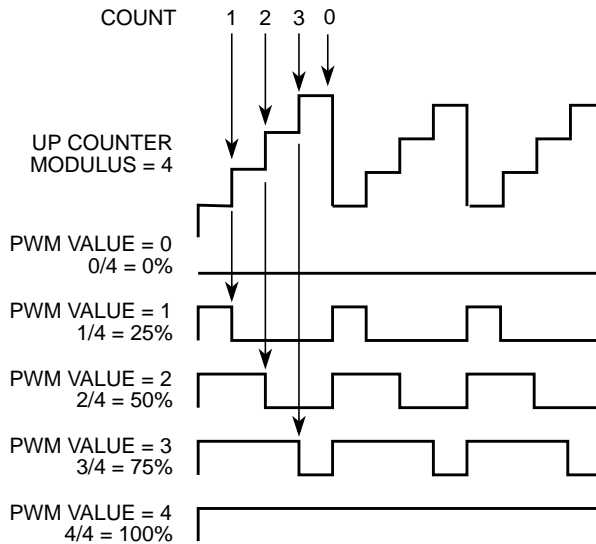 COUNT 1 2 3 0
UP COUNTER
MODULUS = 4
PWM VALUE = 0
0/4 = 0%
PWM VALUE = 1
1/4 = 25%
PWM VALUE = 2
2/4 = 50%
PWM VALUE = 3
3/4 = 75%
PWM VALUE = 4
4/4 = 100%